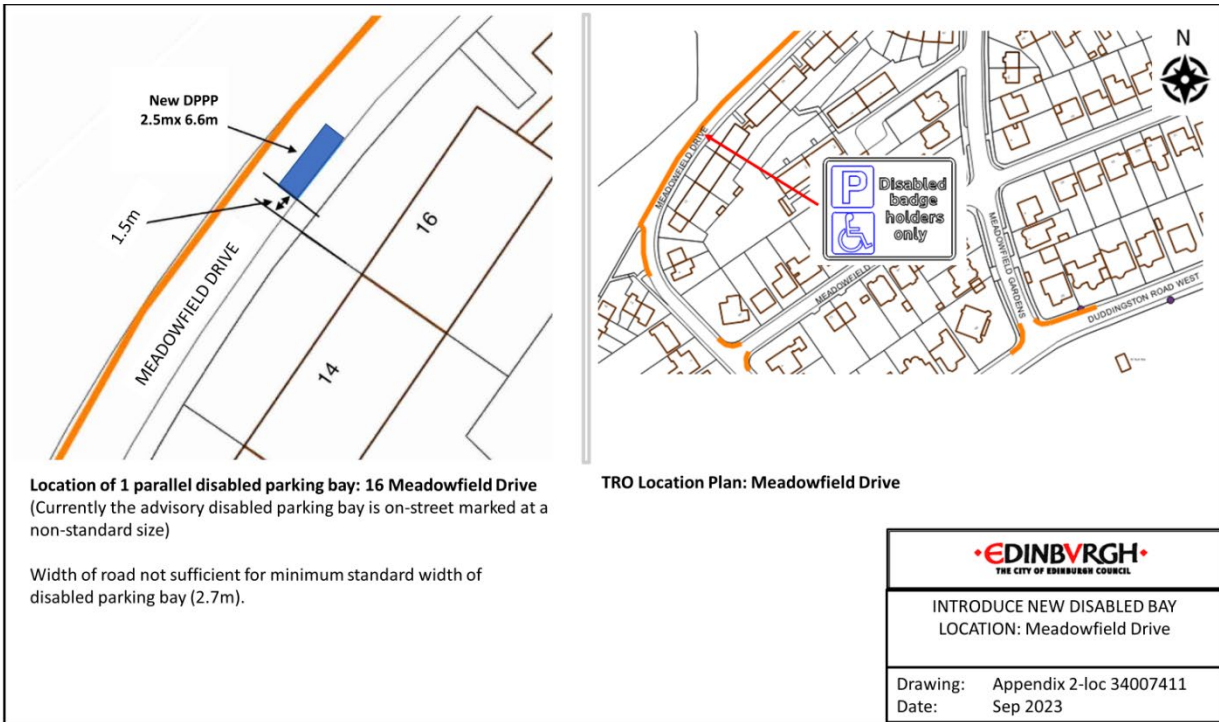 New DPPP
2.5mx 6.6m
1.5m
MEADOWFIELD DRIVE
16
14
N
MEADOWFIELD DRIVE
MEADOWFIELD DRIVE
P
Disabled
badge
holders
only
MEADOWFIELD
MEADOWFIELD GARDENS
DUDDINGSTON ROAD WEST
Location of 1 parallel disabled parking bay: 16 Meadowfield Drive
(Currently the advisory disabled parking bay is on-street marked at a
non-standard size)
Width of road not sufficient for minimum standard width of
disabled parking bay (2.7m).
TRO Location Plan: Meadowfield Drive
•EDINBVRGH•
THE CITY OF EDINBURGH COUNCIL
INTRODUCE NEW DISABLED BAY
LOCATION: Meadowfield Drive
Drawing: Appendix 2-loc 34007411
Date: Sep 2023